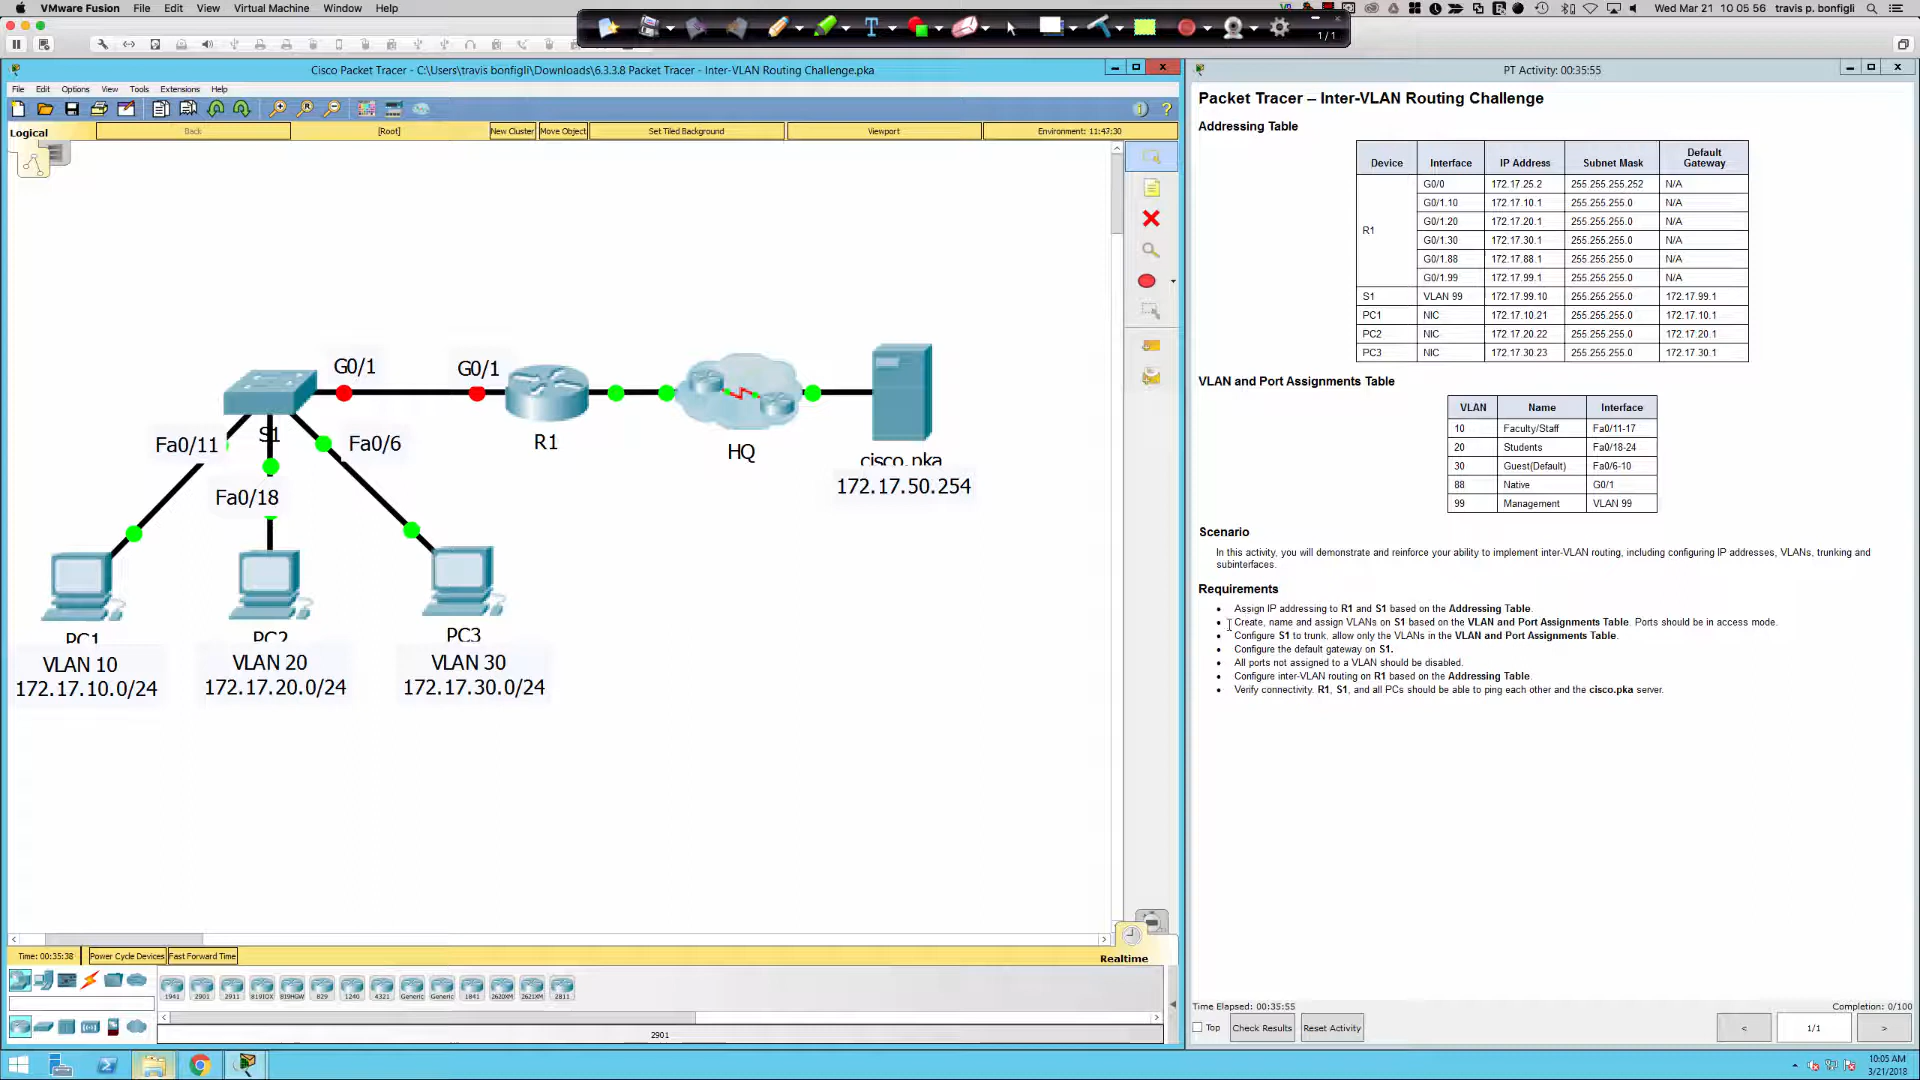 VMware Fusion File Edit View Virtual Machine Window Help
Wed Mar 21 10 05 56 travis p. bonfigli
1/1
Cisco Packet Tracer - C:\Users\travis bonfigli\Downloads\6.3.3.8 Packet Tracer - Inter-VLAN Routing Challenge.pka
File Edit Options View Tools Extensions Help
Logical Back [Root] New Cluster Move Object Set Tiled Background Viewport Environment: 11:47:30
G0/1 G0/1
S1 R1 HQ cisco.pka
172.17.50.254
Fa0/11 Fa0/6
Fa0/18
PC1 PC2 PC3
VLAN 10 VLAN 20 VLAN 30
172.17.10.0/24 172.17.20.0/24 172.17.30.0/24
Time: 00:35:38 Power Cycle Devices Fast Forward Time
Realtime
1941 2901 2911 819IOX 819HGW 829 1240 4321 Generic Generic 1841 2620XM 2621XM 2811
2901
PT Activity: 00:35:55
Packet Tracer – Inter-VLAN Routing Challenge
Addressing Table
Device Interface IP Address Subnet Mask Default Gateway
R1 G0/0 172.17.25.2 255.255.255.252 N/A
G0/1.10 172.17.10.1 255.255.255.0 N/A
G0/1.20 172.17.20.1 255.255.255.0 N/A
G0/1.30 172.17.30.1 255.255.255.0 N/A
G0/1.88 172.17.88.1 255.255.255.0 N/A
G0/1.99 172.17.99.1 255.255.255.0 N/A
S1 VLAN 99 172.17.99.10 255.255.255.0 172.17.99.1
PC1 NIC 172.17.10.21 255.255.255.0 172.17.10.1
PC2 NIC 172.17.20.22 255.255.255.0 172.17.20.1
PC3 NIC 172.17.30.23 255.255.255.0 172.17.30.1
VLAN and Port Assignments Table
VLAN Name Interface
10 Faculty/Staff Fa0/11-17
20 Students Fa0/18-24
30 Guest(Default) Fa0/6-10
88 Native G0/1
99 Management VLAN 99
Scenario
In this activity, you will demonstrate and reinforce your ability to implement inter-VLAN routing, including configuring IP addresses, VLANs, trunking and
subinterfaces.
Requirements
• Assign IP addressing to R1 and S1 based on the Addressing Table.
• Create, name and assign VLANs on S1 based on the VLAN and Port Assignments Table. Ports should be in access mode.
• Configure S1 to trunk, allow only the VLANs in the VLAN and Port Assignments Table.
• Configure the default gateway on S1.
• All ports not assigned to a VLAN should be disabled.
• Configure inter-VLAN routing on R1 based on the Addressing Table.
• Verify connectivity. R1, S1, and all PCs should be able to ping each other and the cisco.pka server.
Time Elapsed: 00:35:55 Completion: 0/100
Top Check Results Reset Activity < 1/1 >
10:05 AM
3/21/2018